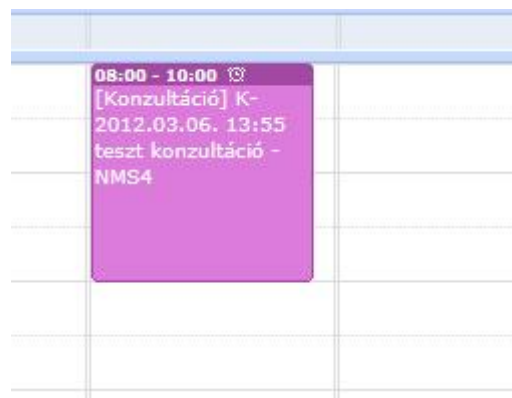 08:00 - 10:00
[Konzultáció] K-
2012.03.06. 13:55
teszt konzultáció -
NMS4